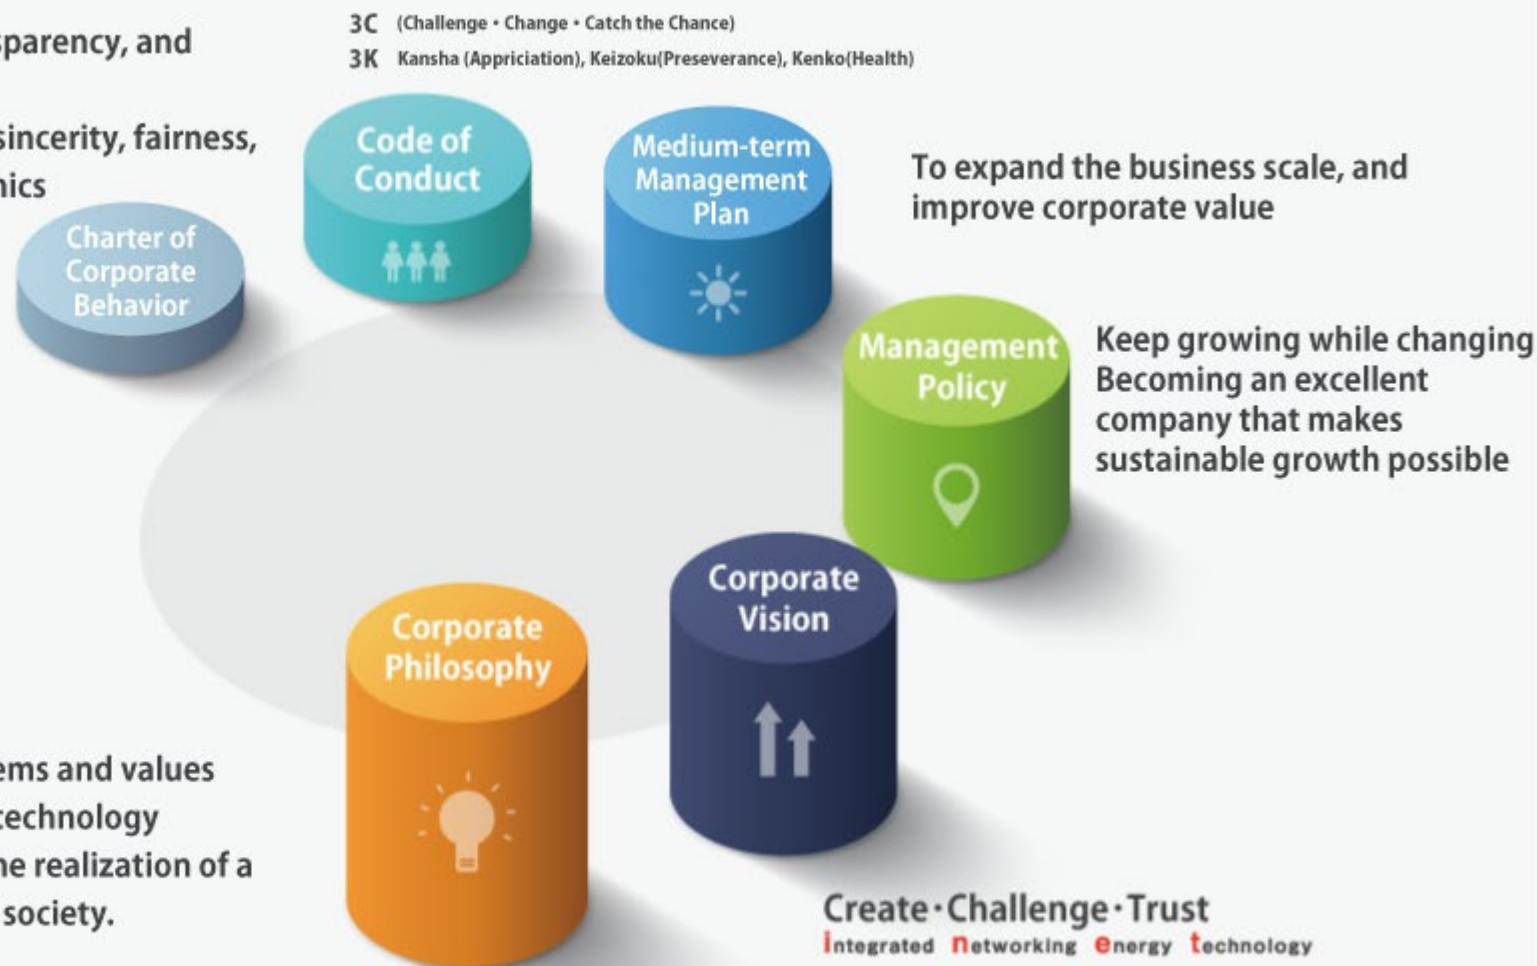 sparency, and
sincerity, fairness,
nics
3C (Challenge・Change・Catch the Chance)
3K Kansha (Appriciation), Keizoku(Preseverance), Kenko(Health)
Charter of
Corporate
Behavior
Code of
Conduct
Medium-term
Management
Plan
To expand the business scale, and
improve corporate value
Management
Policy
Keep growing while changing
Becoming an excellent
company that makes
sustainable growth possible
Corporate
Vision
Create・Challenge・Trust
integrated networking energy technology
Corporate
Philosophy
ems and values
technology
he realization of a
society.